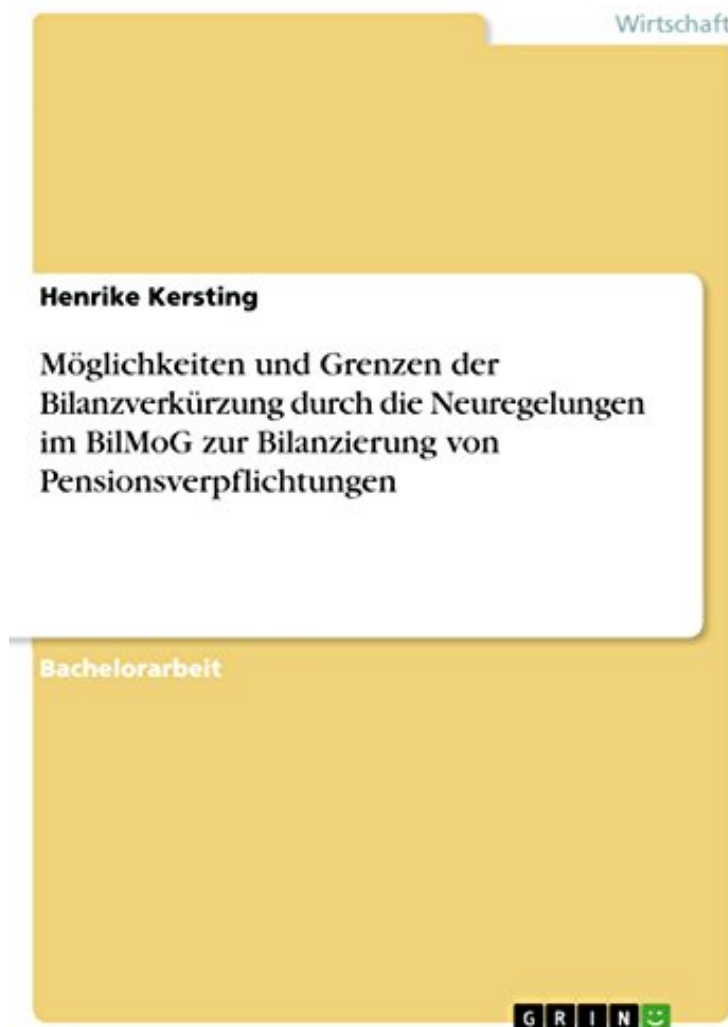 Wirtschaft
Henrike Kersting
Möglichkeiten und Grenzen der
Bilanzverkürzung durch die Neuregelungen
im BilMoG zur Bilanzierung von
Pensionsverpflichtungen
Bachelorarbeit
GRIN